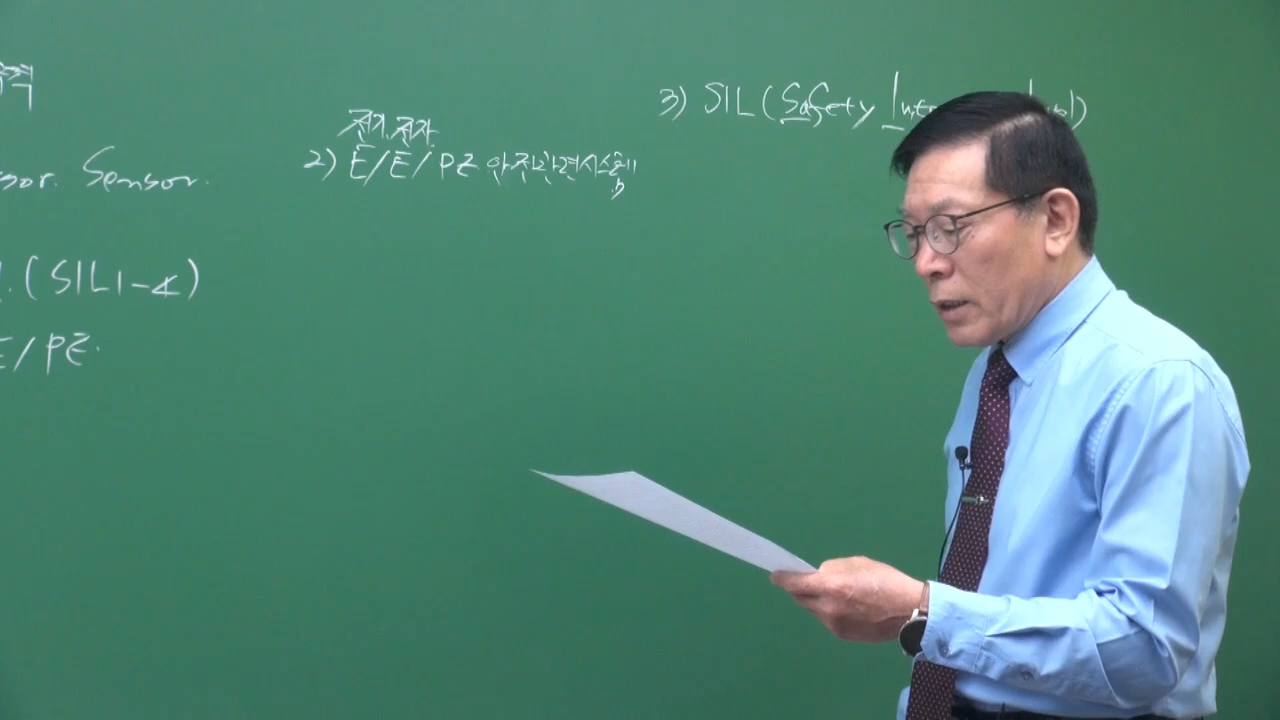 Sensor.
(SIL1-4)
E/PE.
전기.전자
2) E/E/PE 안전관련시스템
3) SIL (Safety